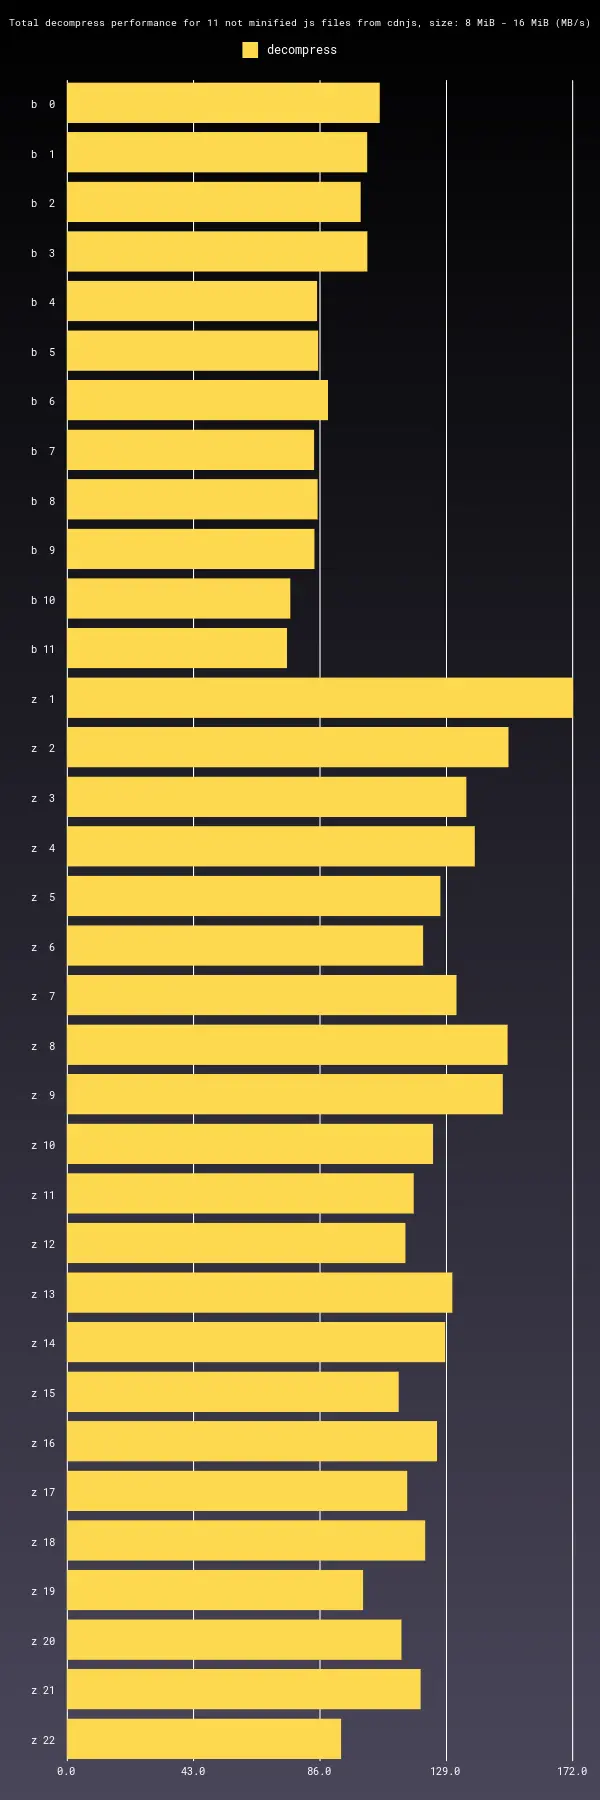 Total decompress performance for 11 not minified js files from cdnjs, size: 8 MiB - 16 MiB (MB/s)
decompress
b 0
b 1
b 2
b 3
b 4
b 5
b 6
b 7
b 8
b 9
b 10
b 11
z 1
z 2
z 3
z 4
z 5
z 6
z 7
z 8
z 9
z 10
z 11
z 12
z 13
z 14
z 15
z 16
z 17
z 18
z 19
z 20
z 21
z 22
0.0 43.0 86.0 129.0 172.0